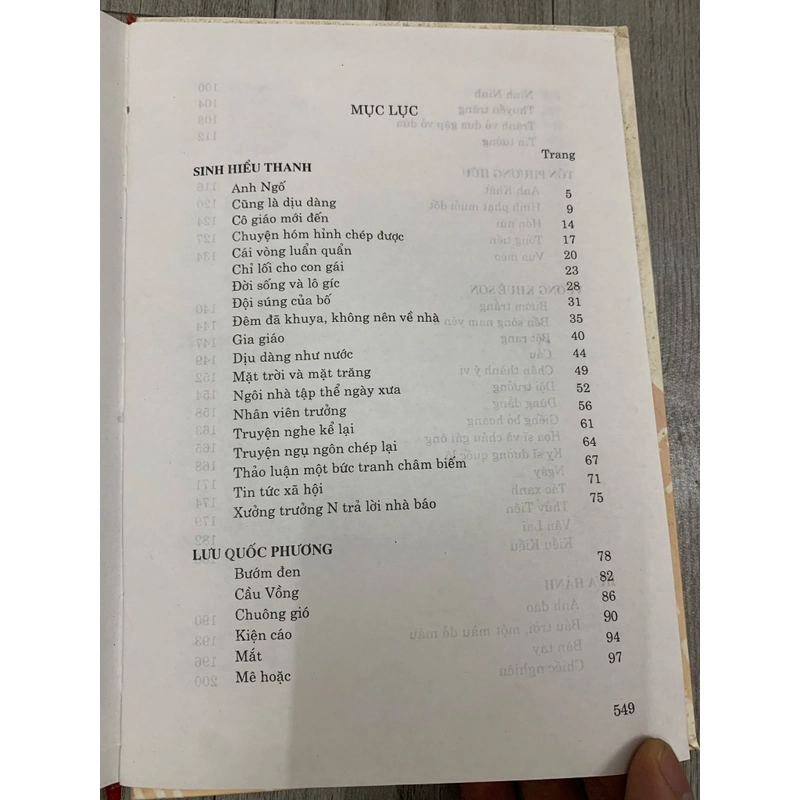 MỤC LỤC
Trang
SINH HIỂU THANH
Anh Ngố 5
Cũng là dịu dàng 9
Cô giáo mới đến 14
Chuyện hóm hỉnh chép được 17
Cái vòng luẩn quẩn 20
Chỉ lối cho con gái 23
Đời sống và lô gíc 28
Đội súng của bố 31
Đêm đã khuya, không nên về nhà 35
Gia giáo 40
Dịu dàng như nước 44
Mặt trời và mặt trăng 49
Ngôi nhà tập thể ngày xưa 52
Nhân viên trưởng 56
Truyện nghe kể lại 61
Truyện ngụ ngôn chép lại 64
Thảo luận một bức tranh châm biếm 67
Tin tức xã hội 71
Xưởng trưởng N trả lời nhà báo 75
LƯU QUỐC PHƯƠNG
Bướm đen 78
Cầu Vồng 82
Chuông gió 86
Kiện cáo 90
Mắt 94
Mê hoặc 97
549